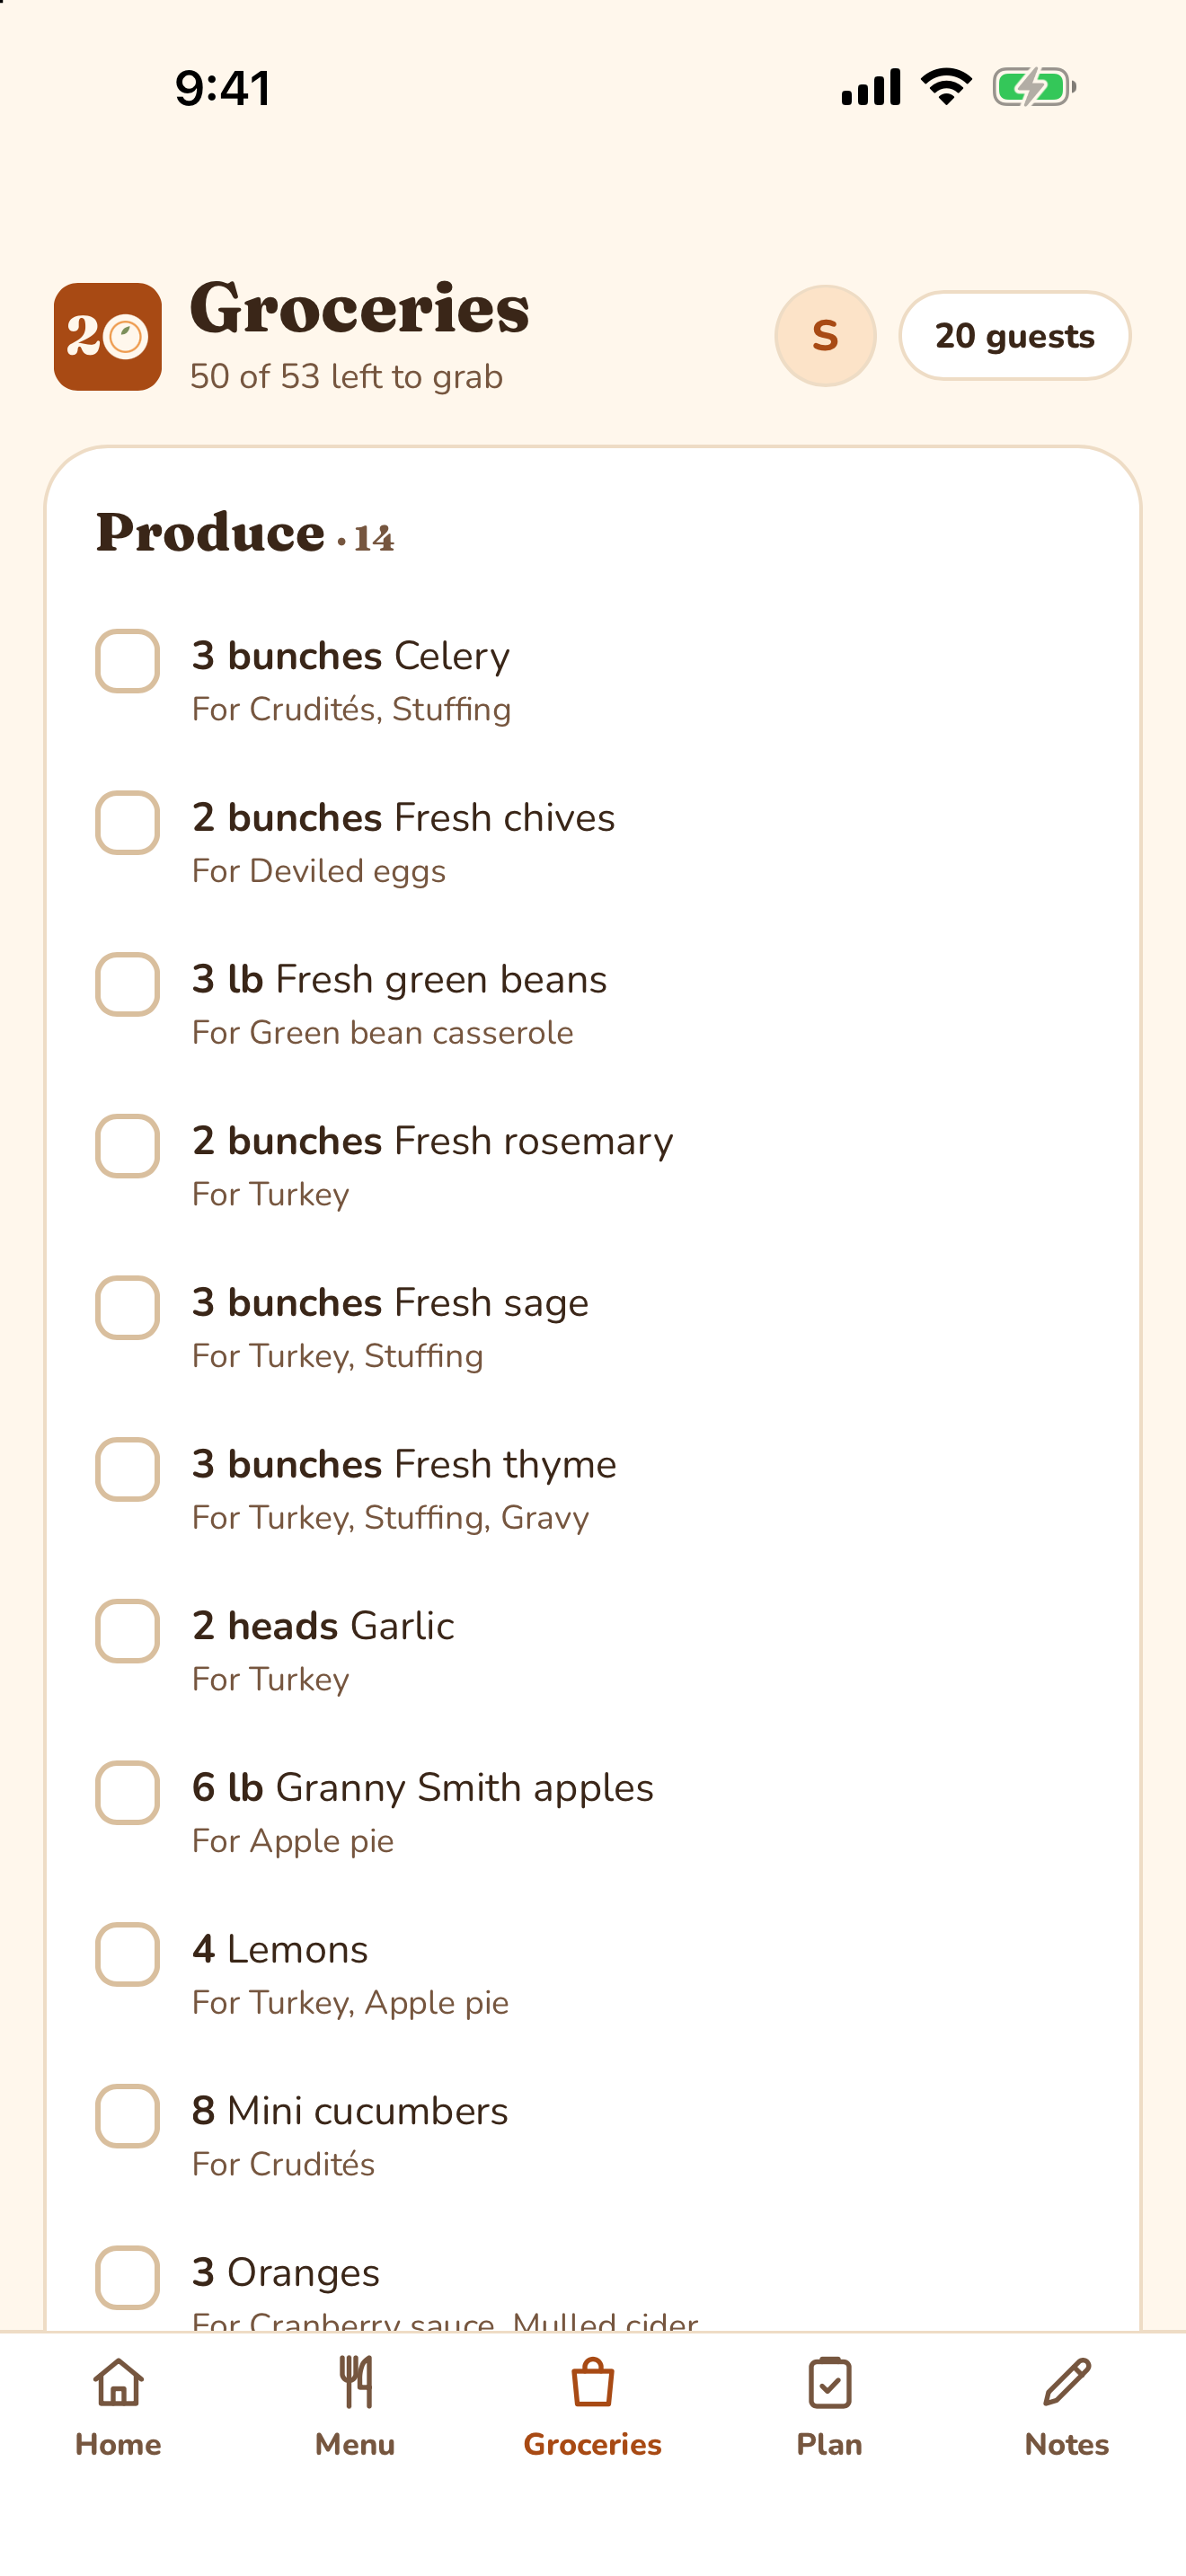 9:41
20
Groceries
50 of 53 left to grab
S
20 guests
Produce · 14
3 bunches Celery
For Crudités, Stuffing
2 bunches Fresh chives
For Deviled eggs
3 lb Fresh green beans
For Green bean casserole
2 bunches Fresh rosemary
For Turkey
3 bunches Fresh sage
For Turkey, Stuffing
3 bunches Fresh thyme
For Turkey, Stuffing, Gravy
2 heads Garlic
For Turkey
6 lb Granny Smith apples
For Apple pie
4 Lemons
For Turkey, Apple pie
8 Mini cucumbers
For Crudités
3 Oranges
For Cranberry sauce, Mulled cider
Home
Menu
Groceries
Plan
Notes